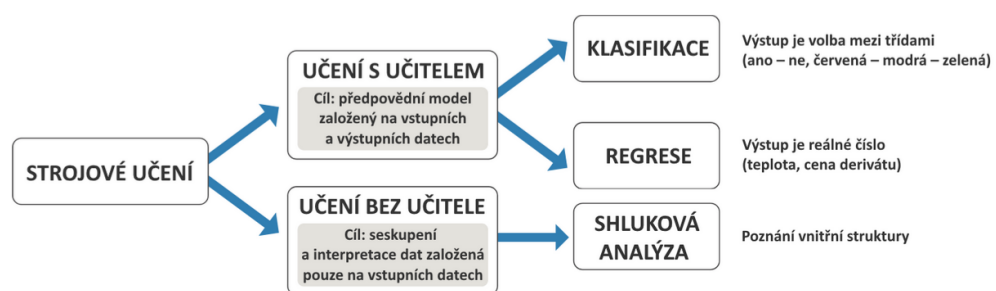 STROJOVÉ UČENÍ
UČENÍ S UČITELEM
Cíl: předpovědní model
založený na vstupních
a výstupních datech
KLASIFIKACE
Výstup je volba mezi třídami
(ano – ne, červená – modrá – zelená)
REGRESE
Výstup je reálné číslo
(teplota, cena derivátu)
UČENÍ BEZ UČITELE
Cíl: seskupení
a interpretace dat založená
pouze na vstupních datech
SHLUKOVÁ
ANALÝZA
Poznání vnitřní struktury